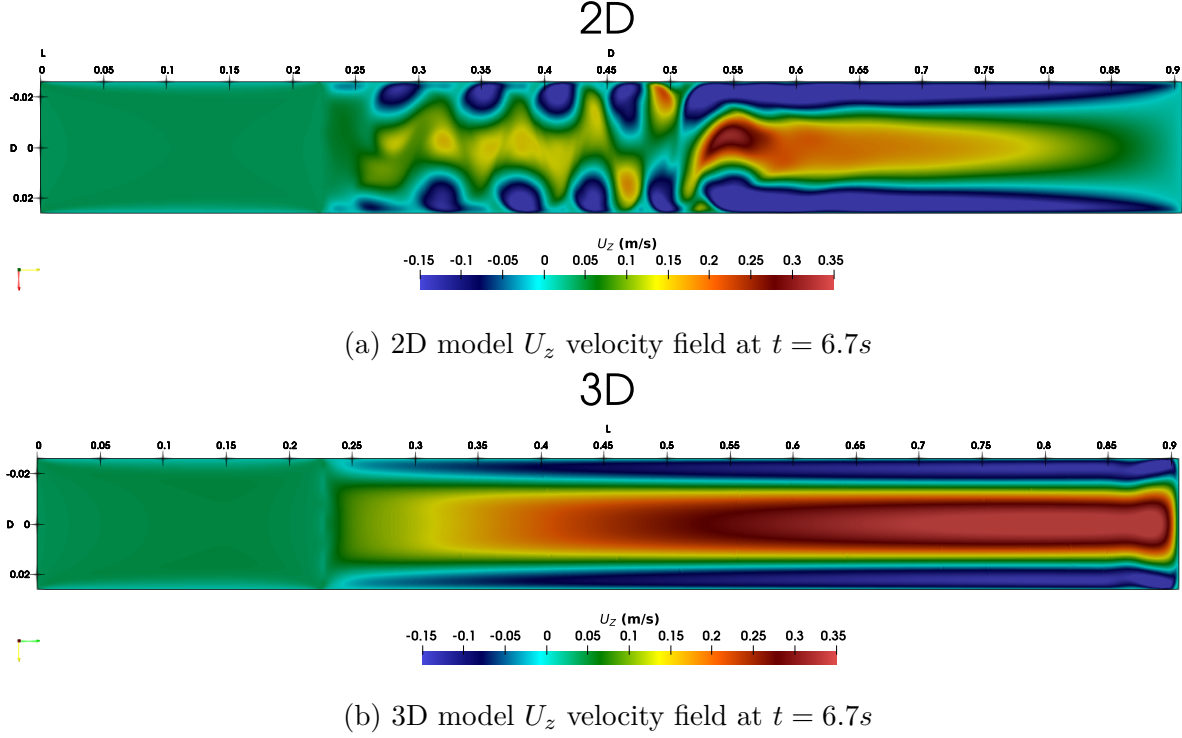 2D
L D
0 0.05 0.1 0.15 0.2 0.25 0.3 0.35 0.4 0.45 0.5 0.55 0.6 0.65 0.7 0.75 0.8 0.85 0.9
-0.02
D 0
0.02
U_Z (m/s)
-0.15 -0.1 -0.05 0 0.05 0.1 0.15 0.2 0.25 0.3 0.35
(a) 2D model U_z velocity field at t = 6.7s
3D
L
0 0.05 0.1 0.15 0.2 0.25 0.3 0.35 0.4 0.45 0.5 0.55 0.6 0.65 0.7 0.75 0.8 0.85 0.9
-0.02
D 0
0.02
U_Z (m/s)
-0.15 -0.1 -0.05 0 0.05 0.1 0.15 0.2 0.25 0.3 0.35
(b) 3D model U_z velocity field at t = 6.7s